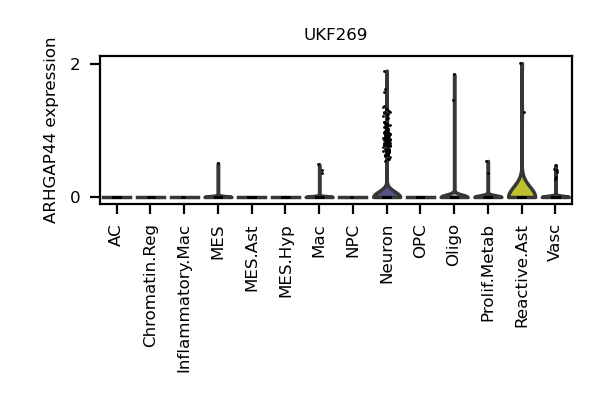 UKF269
ARHGAP44 expression
2
0
AC
Chromatin.Reg
Inflammatory.Mac
MES
MES.Ast
MES.Hyp
Mac
NPC
Neuron
OPC
Oligo
Prolif.Metab
Reactive.Ast
Vasc